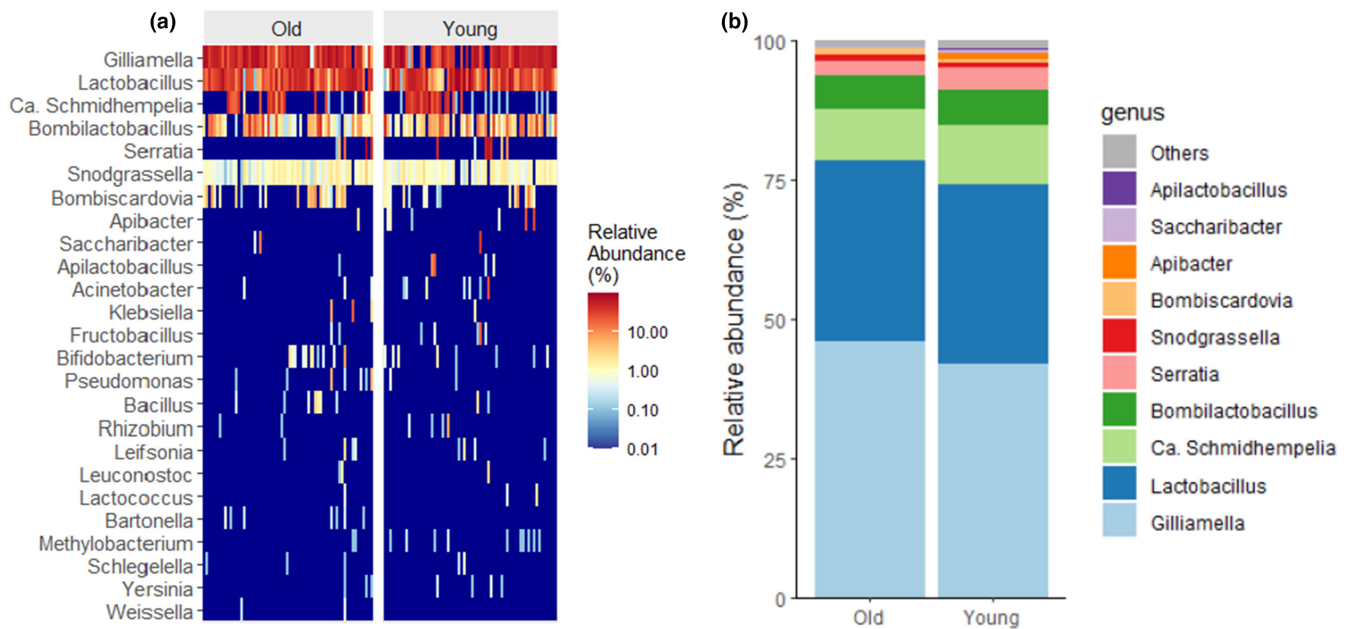 (a)
Old
Young
Gilliamella
Lactobacillus
Ca. Schmidhempelia
Bombilactobacillus
Serratia
Snodgrassella
Bombiscardovia
Apibacter
Saccharibacter
Apilactobacillus
Acinetobacter
Klebsiella
Fructobacillus
Bifidobacterium
Pseudomonas
Bacillus
Rhizobium
Leifsonia
Leuconostoc
Lactococcus
Bartonella
Methylobacterium
Schlegelella
Yersinia
Weissella
Relative
Abundance
(%)
10.00
1.00
0.10
0.01
(b)
Relative abundance (%)
100
75
50
25
0
Old
Young
genus
Others
Apilactobacillus
Saccharibacter
Apibacter
Bombiscardovia
Snodgrassella
Serratia
Bombilactobacillus
Ca. Schmidhempelia
Lactobacillus
Gilliamella